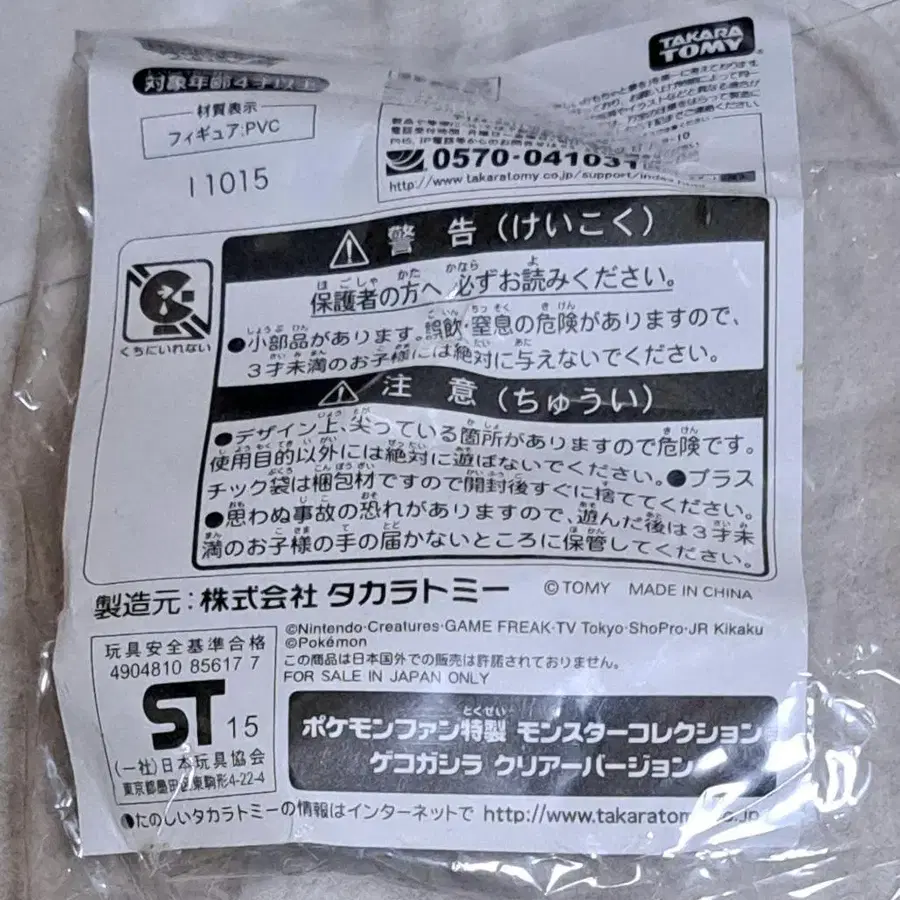 TAKARA TOMY
対象年齢4才以上
材質表示
フィギュア:PVC
11015
0570-041031
http://www.takaratomy.co.jp/support/
警告(けいこく)
保護者の方へ 必ずお読みください。
●小部品があります。誤飲・窒息の危険がありますので、
3才未満のお子様には絶対に与えないでください。
くちにいれない
注意(ちゅうい)
●デザイン上、尖っている箇所がありますので危険です。
使用目的以外には絶対に遊ばないでください。●プラス
チック袋は梱包材ですので開封後すぐに捨ててください。
●思わぬ事故の恐れがありますので、遊んだ後は3才未
満のお子様の手の届かないところに保管してください。
製造元:株式会社 タカラトミー
©TOMY MADE IN CHINA
©Nintendo・Creatures・GAME FREAK・TV Tokyo・ShoPro・JR Kikaku
©Pokémon
この商品は日本国外での販売は許諾されておりません。
FOR SALE IN JAPAN ONLY
玩具安全基準合格
4904810 85617 7
ST 15
(一社)日本玩具協会
東京都墨田区東駒形4-22-4
ポケモンファン特製 モンスターコレクション
ゲコガシラ クリアーバージョン
●たのしいタカラトミーの情報はインターネットで http://www.takaratomy.co.jp